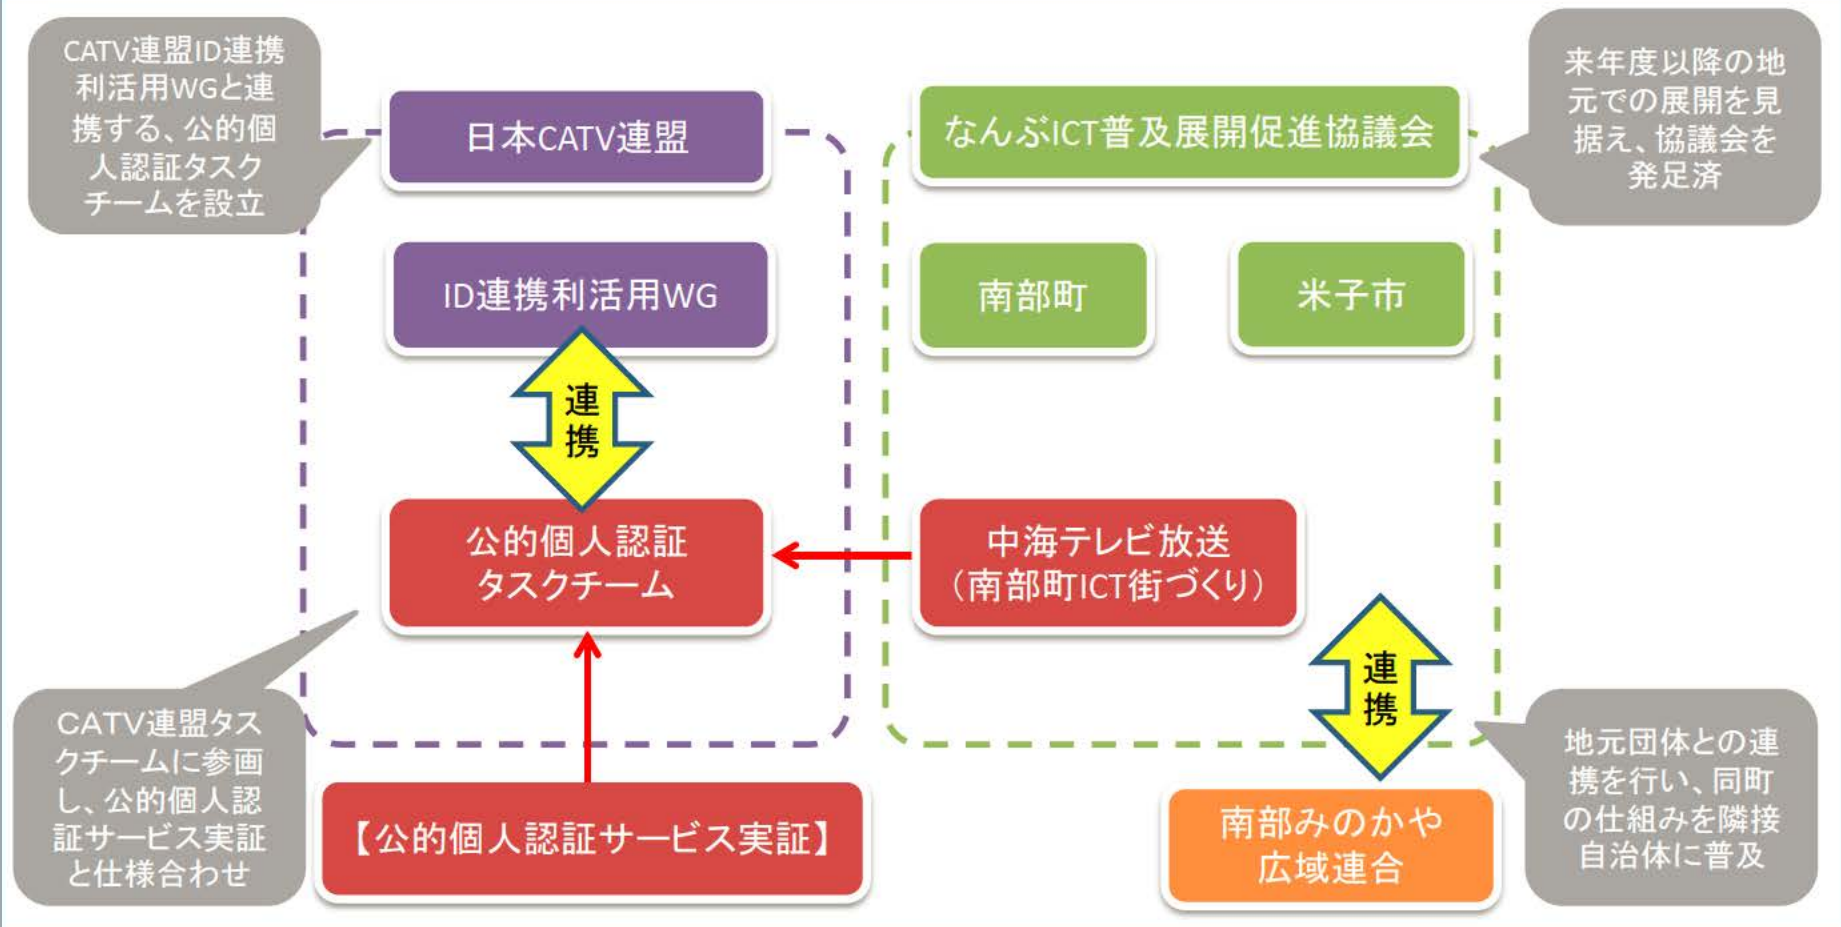 CATV連盟ID連携
利活用WGと連
携する、公的個
人認証タスク
チームを設立
日本CATV連盟
なんぶICT普及展開促進協議会
来年度以降の地
元での展開を見
据え、協議会を
発足済
ID連携利活用WG
南部町
米子市
連
携
公的個人認証
タスクチーム
中海テレビ放送
（南部町ICT街づくり）
連
携
CATV連盟タス
クチームに参画
し、公的個人認
証サービス実証
と仕様合わせ
【公的個人認証サービス実証】
南部みのかや
広域連合
地元団体との連
携を行い、同町
の仕組みを隣接
自治体に普及